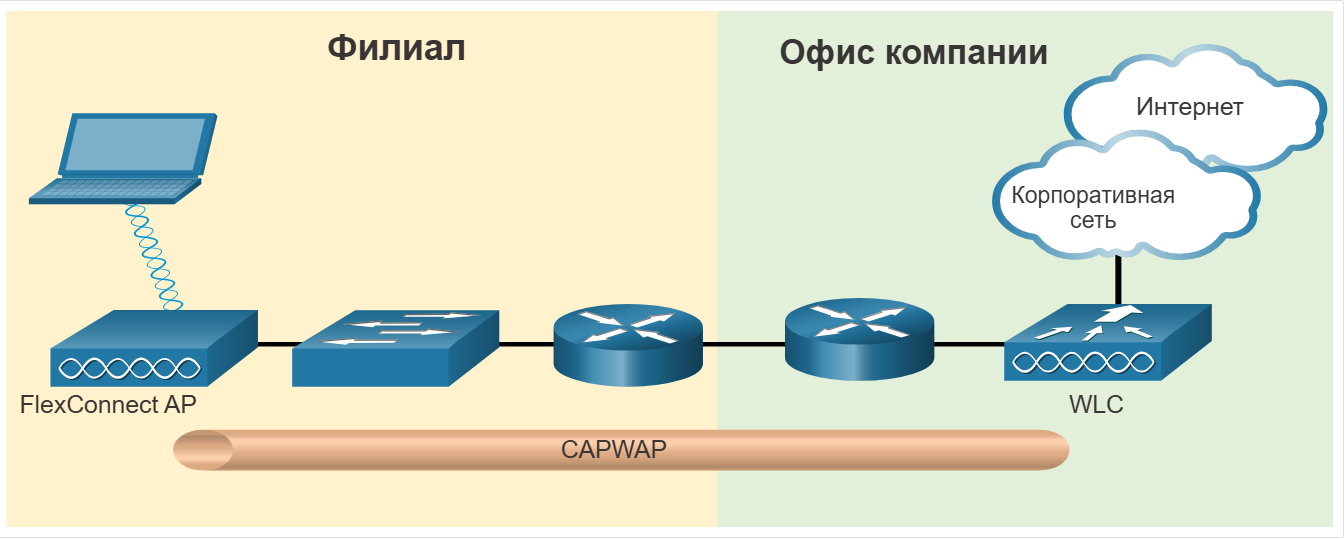 Филиал
Офис компании
Интернет
Корпоративная
сеть
FlexConnect AP
WLC
CAPWAP